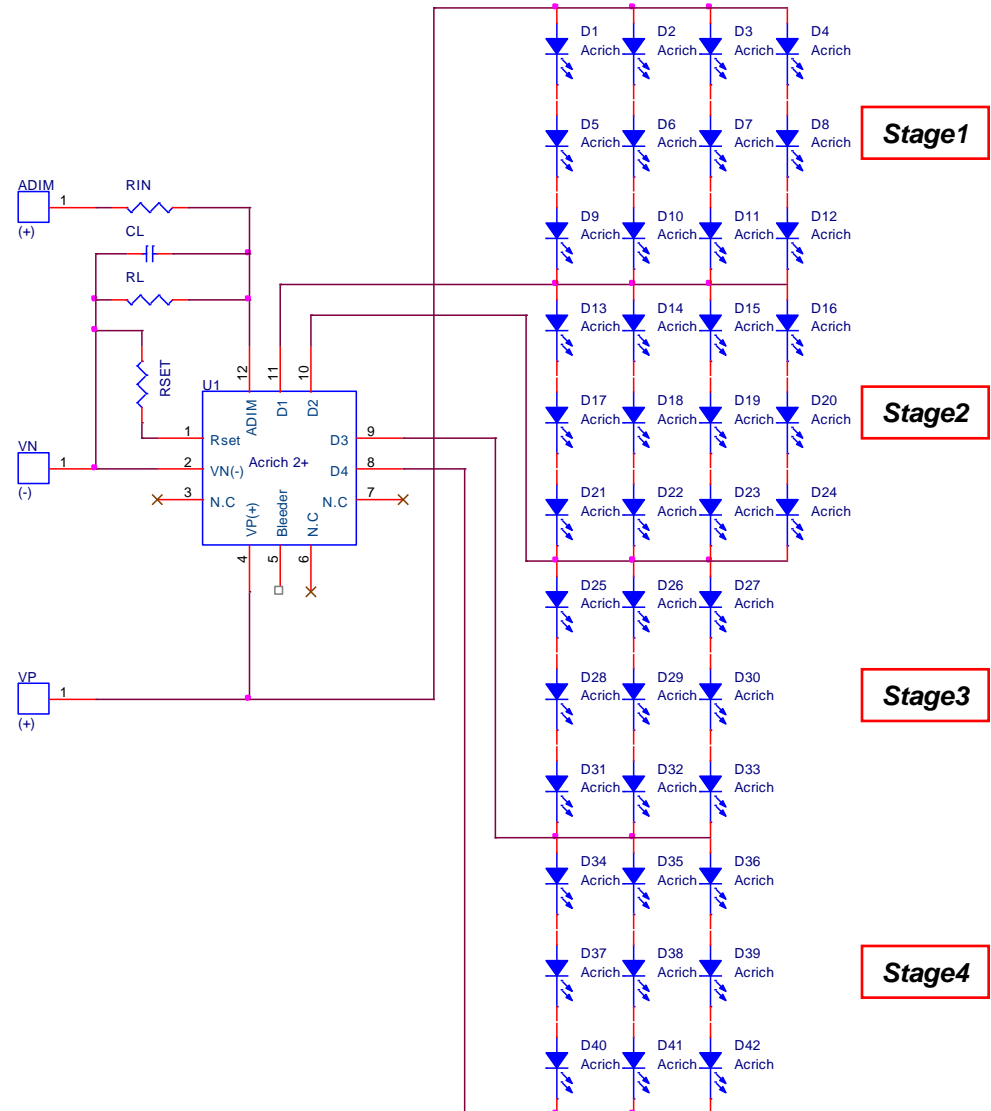 D1 D2 D3 D4
Acrich Acrich Acrich Acrich
D5 D6 D7 D8
Acrich Acrich Acrich Acrich
Stage1
ADIM
1
(+)
RIN
CL
RL
D9 D10 D11 D12
Acrich Acrich Acrich Acrich
D13 D14 D15 D16
Acrich Acrich Acrich Acrich
RSET
U1
12 11 10
ADIM D1 D2
1 Rset
D3 9
Acrich 2+
2 VN(-)
D4 8
3 N.C
N.C 7
VP(+) Bleeder N.C
4 5 6
VN
1
(-)
D17 D18 D19 D20
Acrich Acrich Acrich Acrich
Stage2
D21 D22 D23 D24
Acrich Acrich Acrich Acrich
D25 D26 D27
Acrich Acrich Acrich
VP
1
(+)
D28 D29 D30
Acrich Acrich Acrich
Stage3
D31 D32 D33
Acrich Acrich Acrich
D34 D35 D36
Acrich Acrich Acrich
D37 D38 D39
Acrich Acrich Acrich
Stage4
D40 D41 D42
Acrich Acrich Acrich